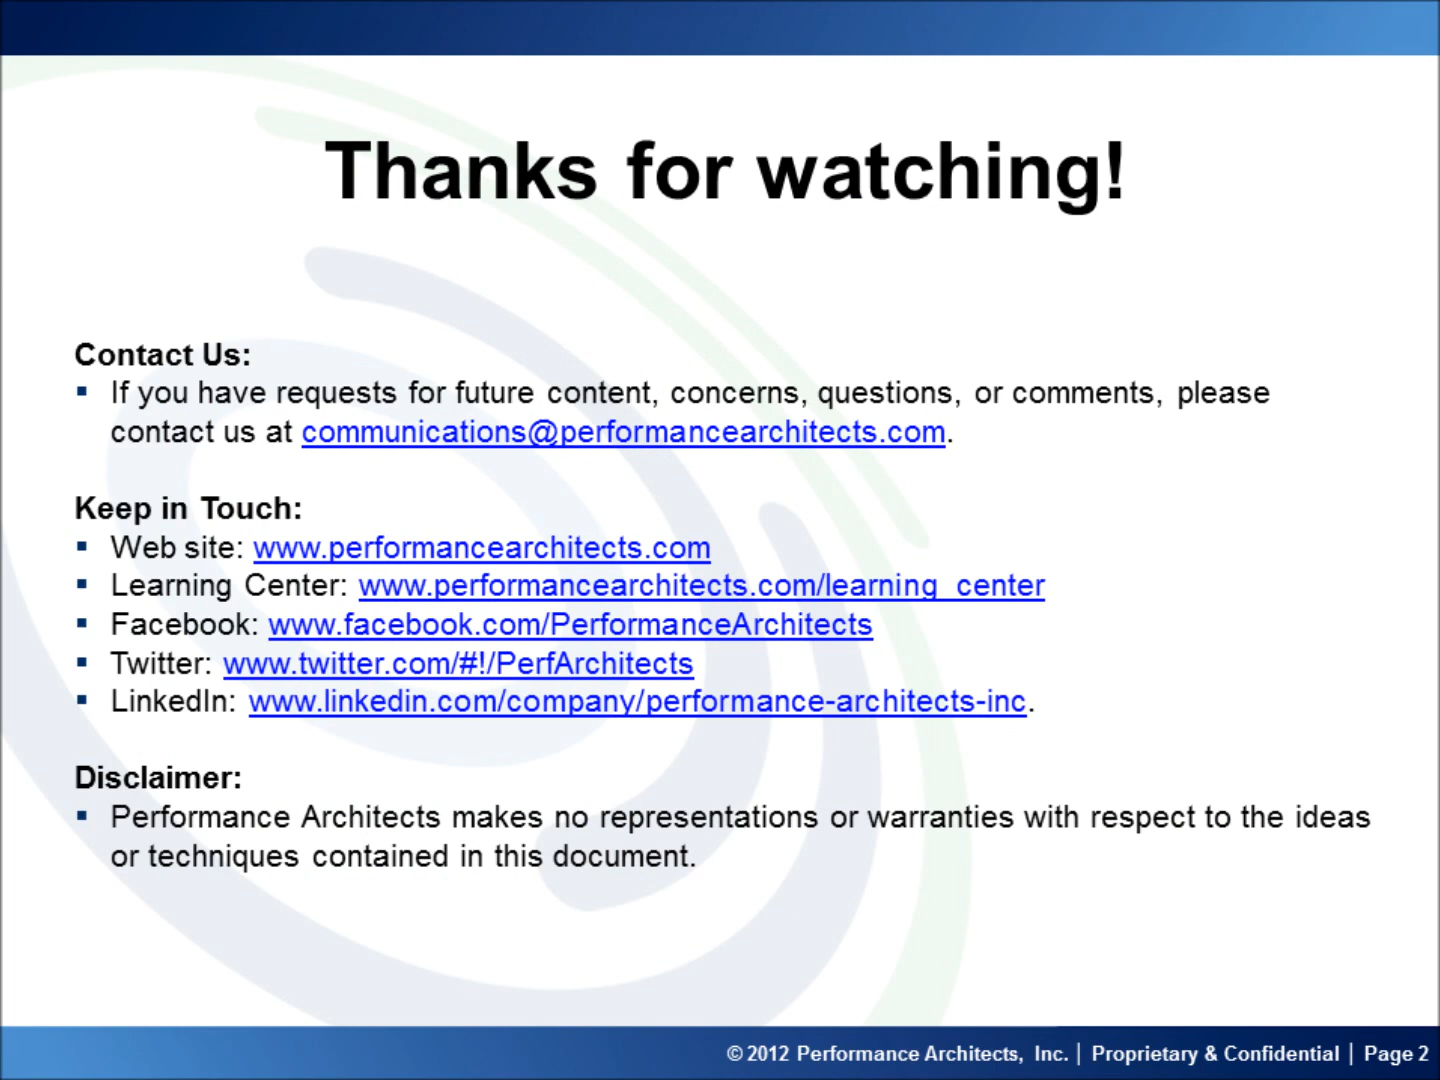 Thanks for watching!
Contact Us:
▪ If you have requests for future content, concerns, questions, or comments, please
contact us at communications@performancearchitects.com.
Keep in Touch:
▪ Web site: www.performancearchitects.com
▪ Learning Center: www.performancearchitects.com/learning_center
▪ Facebook: www.facebook.com/PerformanceArchitects
▪ Twitter: www.twitter.com/#!/PerfArchitects
▪ LinkedIn: www.linkedin.com/company/performance-architects-inc.
Disclaimer:
▪ Performance Architects makes no representations or warranties with respect to the ideas
or techniques contained in this document.
© 2012 Performance Architects, Inc. | Proprietary & Confidential | Page 2